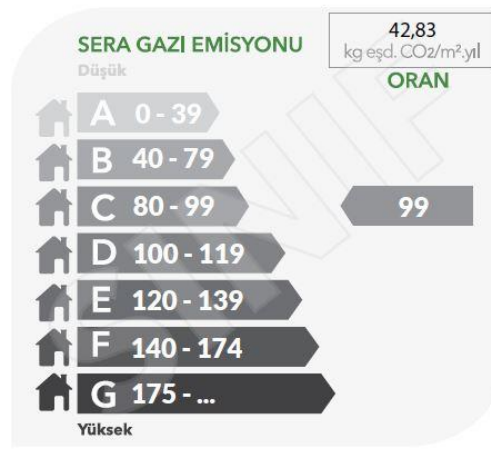 SERA GAZI EMİSYONU
42,83
kg eşd. CO2/m².yıl
Düşük
ORAN
A 0 - 39
B 40 - 79
C 80 - 99
99
D 100 - 119
E 120 - 139
F 140 - 174
G 175 - ...
Yüksek
SINIF